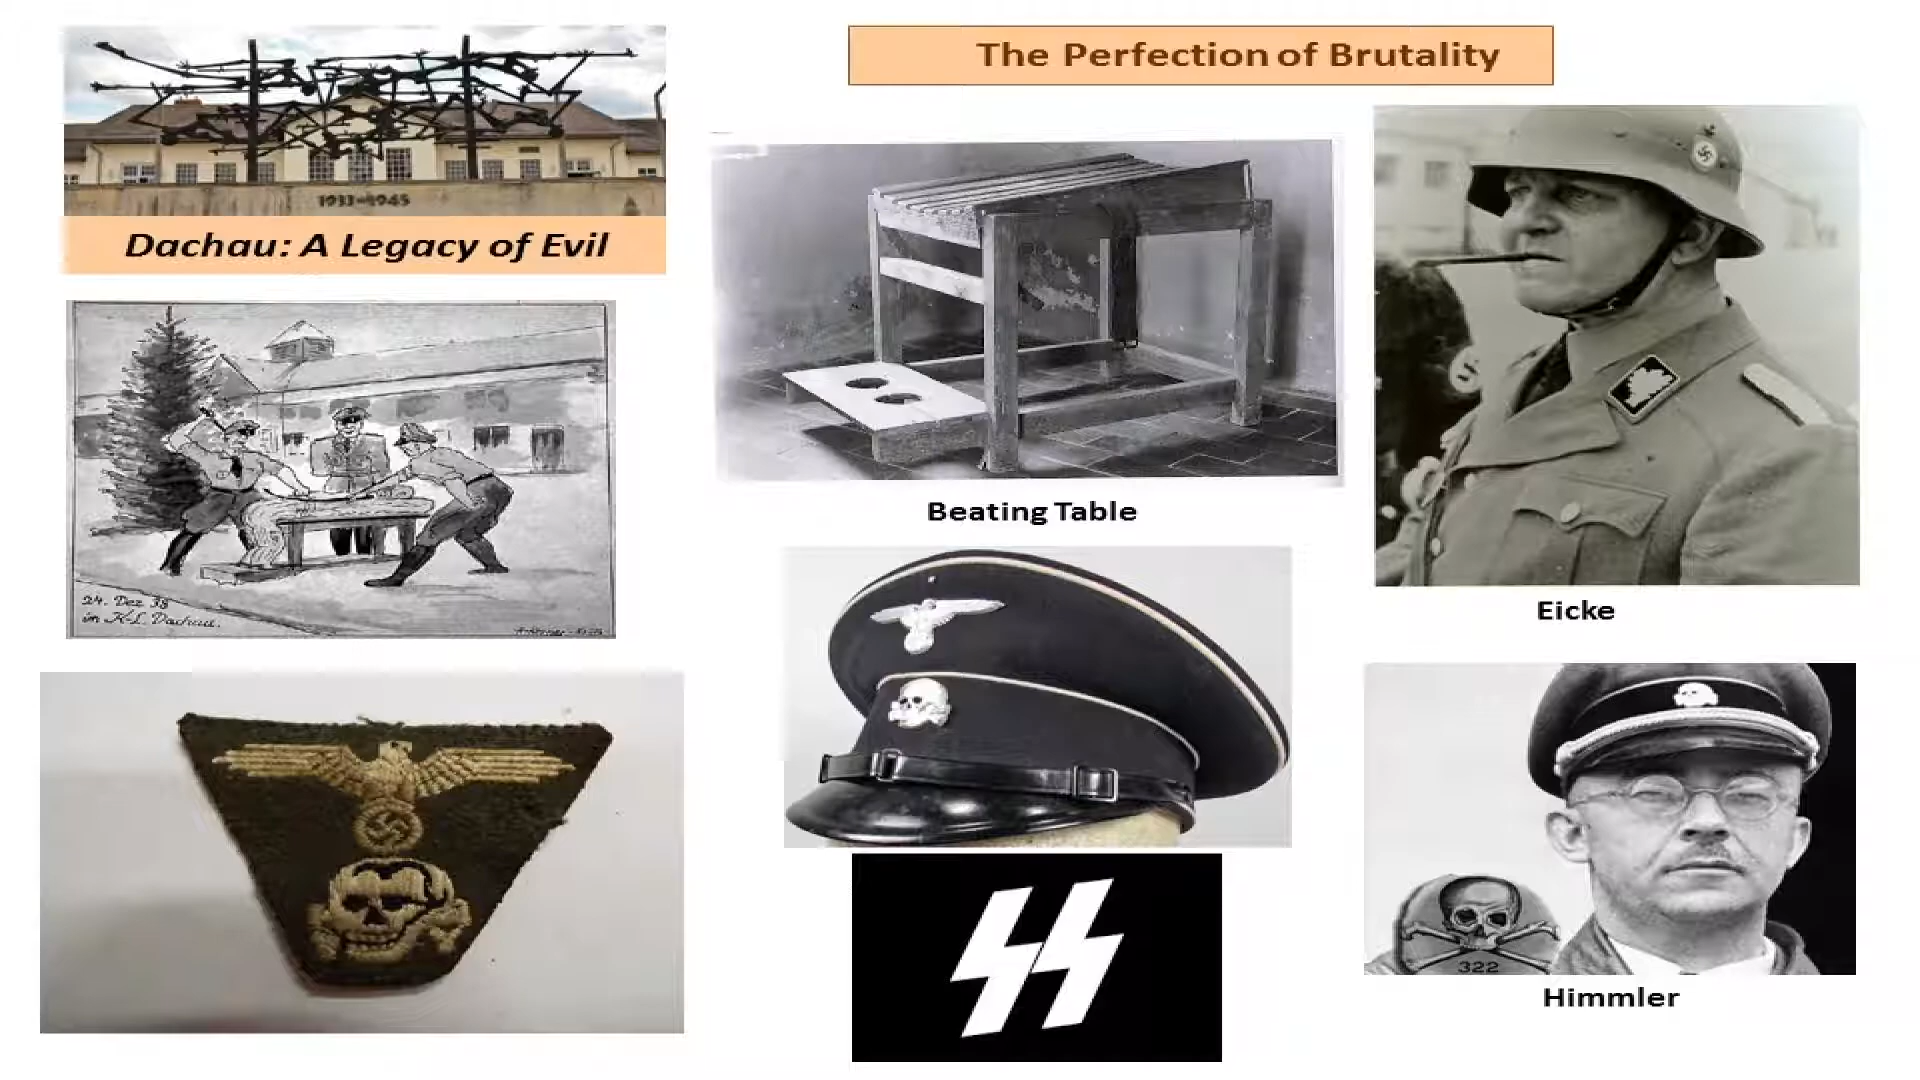 The Perfection of Brutality
1933-1945
Dachau: A Legacy of Evil
Beating Table
Eicke
24. Dez 38
im K-L. Dachau.
322
Himmler